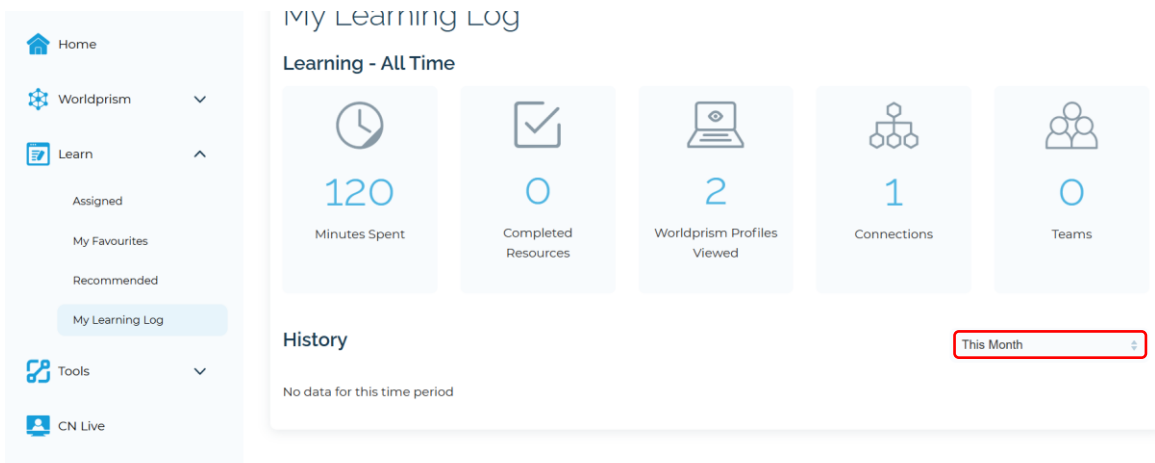 My Learning Log
Home
Learning - All Time
Worldprism
Learn
120
0
2
1
0
Assigned
Minutes Spent
Completed
Resources
Worldprism Profiles
Viewed
Connections
Teams
My Favourites
Recommended
My Learning Log
History
This Month
Tools
No data for this time period
CN Live